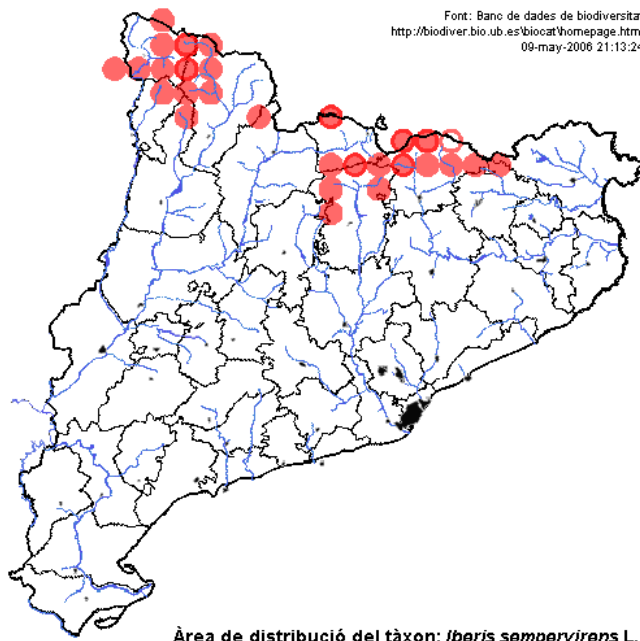 Font: Banc de dades de biodiversitat
http://biodiver.bio.ub.es\biocat\homepage.htm
09-may-2006 21:13:24
Àrea de distribució del tàxon: Iberis sempervirens L.